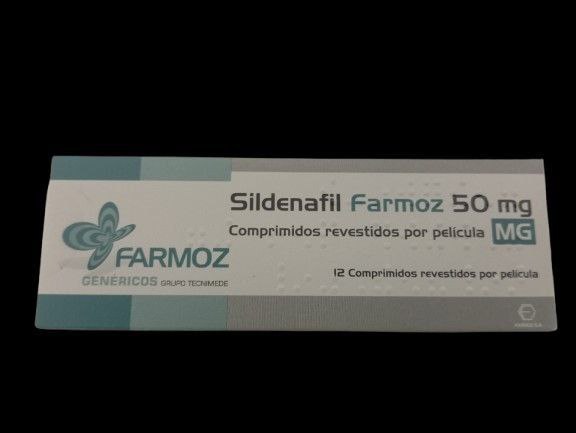 Sildenafil Farmoz 50 mg
Comprimidos revestidos por película MG
12 Comprimidos revestidos por película
FARMOZ
GENÉRICOS GRUPO TECNIMEDE